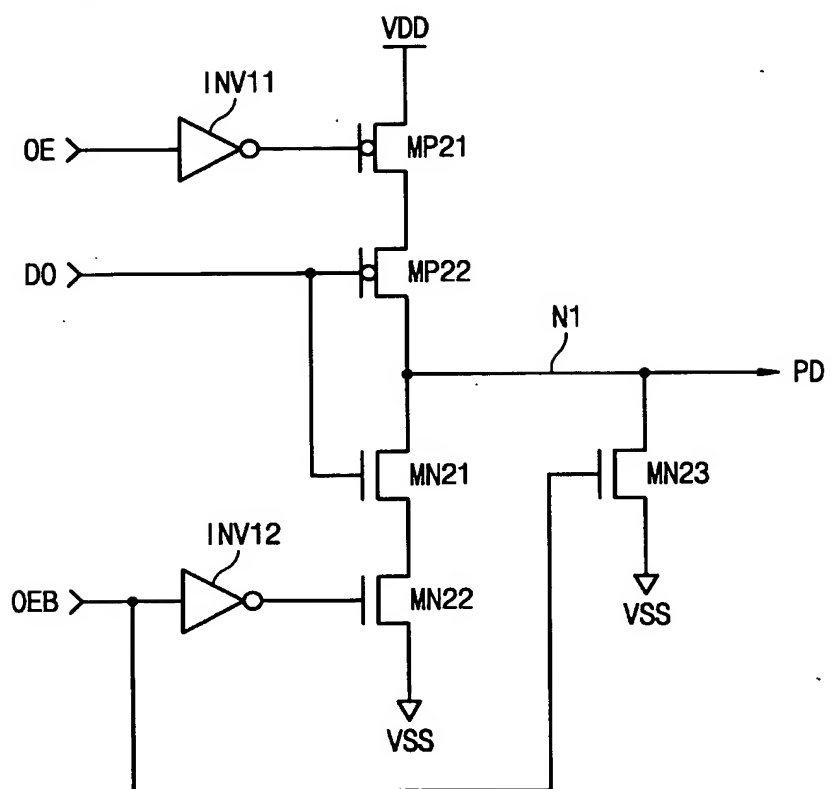 VDD
INV11
OE
MP21
DO
MP22
N1
PD
MN21
MN23
INV12
OEB
MN22
VSS
VSS